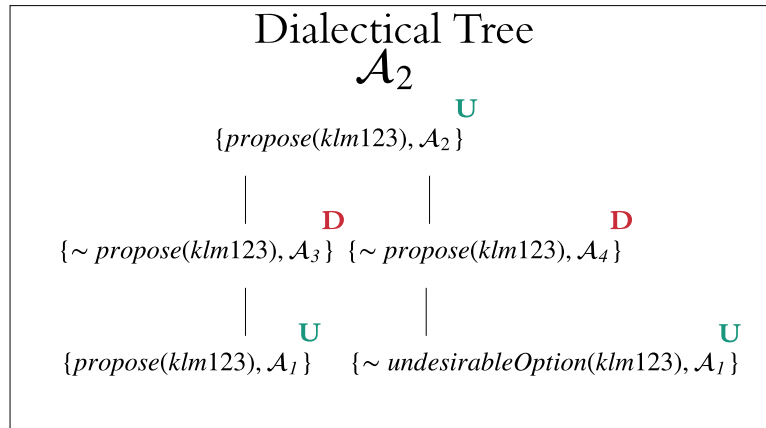 Dialectical Tree
𝒜₂
U
{propose(klm123), 𝒜₂}
D D
{∼ propose(klm123), 𝒜₃} {∼ propose(klm123), 𝒜₄}
U U
{propose(klm123), 𝒜₁} {∼ undesirableOption(klm123), 𝒜₁}